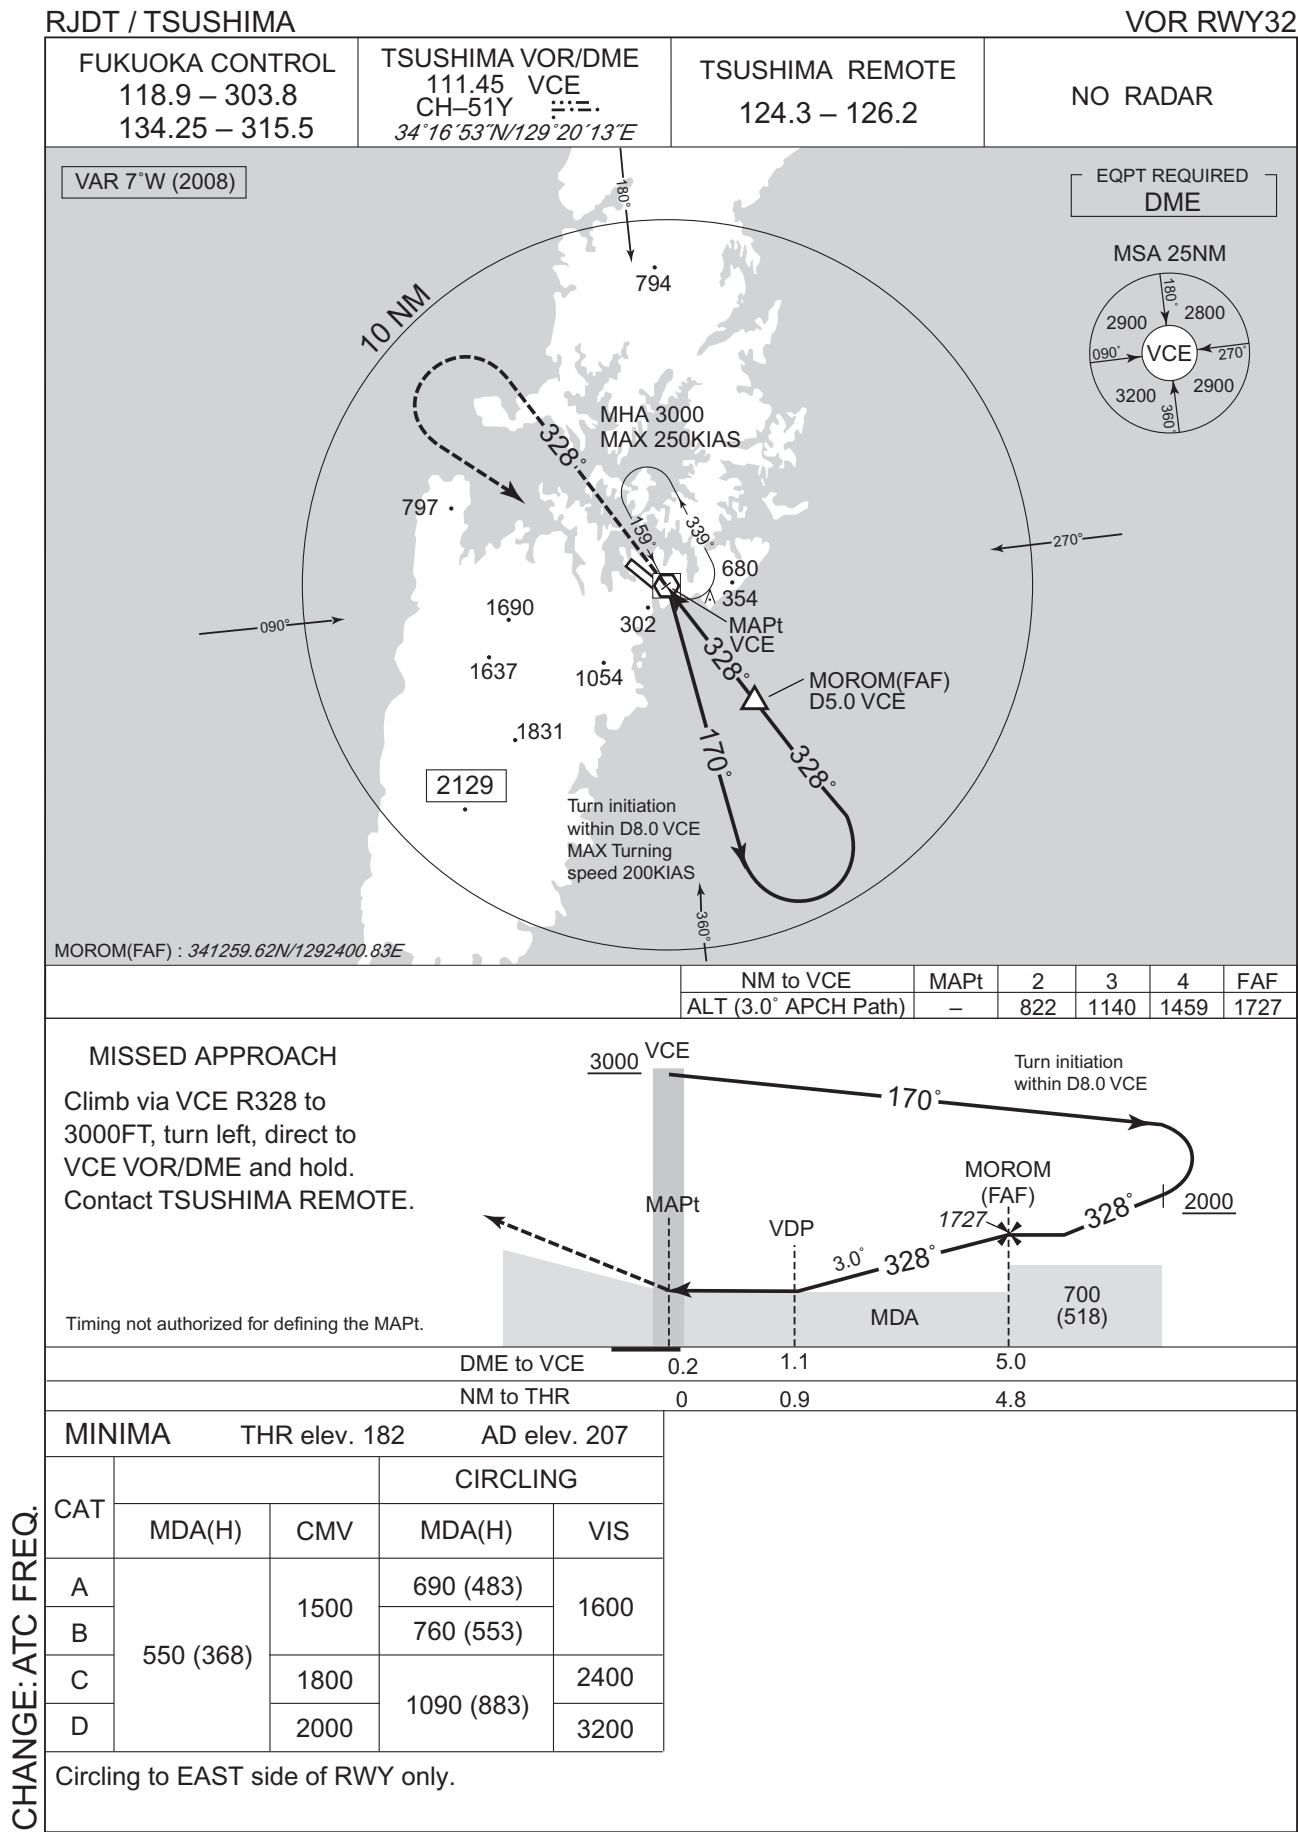 RJDT / TSUSHIMA
VOR RWY32
FUKUOKA CONTROL
118.9 – 303.8
134.25 – 315.5
TSUSHIMA VOR/DME
111.45 VCE
CH–51Y
34˚16´53˝N/129˚20´13˝E
TSUSHIMA REMOTE
124.3 – 126.2
NO RADAR
VAR 7˚W (2008)
EQPT REQUIRED
DME
MSA 25NM
180˚
2900
2800
090˚
VCE
270˚
3200
2900
360˚
180˚
794
10 NM
MHA 3000
MAX 250KIAS
328˚
797
159˚
339˚
270˚
680
354
1690
302
MAPt
VCE
090˚
328˚
1637
1054
MOROM(FAF)
D5.0 VCE
1831
170˚
328˚
2129
Turn initiation
within D8.0 VCE
MAX Turning
speed 200KIAS
360˚
MOROM(FAF) : 341259.62N/1292400.83E
NM to VCE MAPt 2 3 4 FAF
ALT (3.0˚ APCH Path) – 822 1140 1459 1727
MISSED APPROACH
Climb via VCE R328 to
3000FT, turn left, direct to
VCE VOR/DME and hold.
Contact TSUSHIMA REMOTE.
Timing not authorized for defining the MAPt.
3000
VCE
Turn initiation
within D8.0 VCE
170˚
MOROM
(FAF)
MAPt
1727
328˚
2000
VDP
3.0˚
328˚
700
(518)
MDA
DME to VCE 0.2 1.1 5.0
NM to THR 0 0.9 4.8
MINIMA THR elev. 182 AD elev. 207
CAT
CIRCLING
MDA(H) CMV MDA(H) VIS
A
690 (483)
1500
1600
B
760 (553)
550 (368)
C
1800
2400
1090 (883)
D
2000
3200
Circling to EAST side of RWY only.
CHANGE: ATC FREQ.